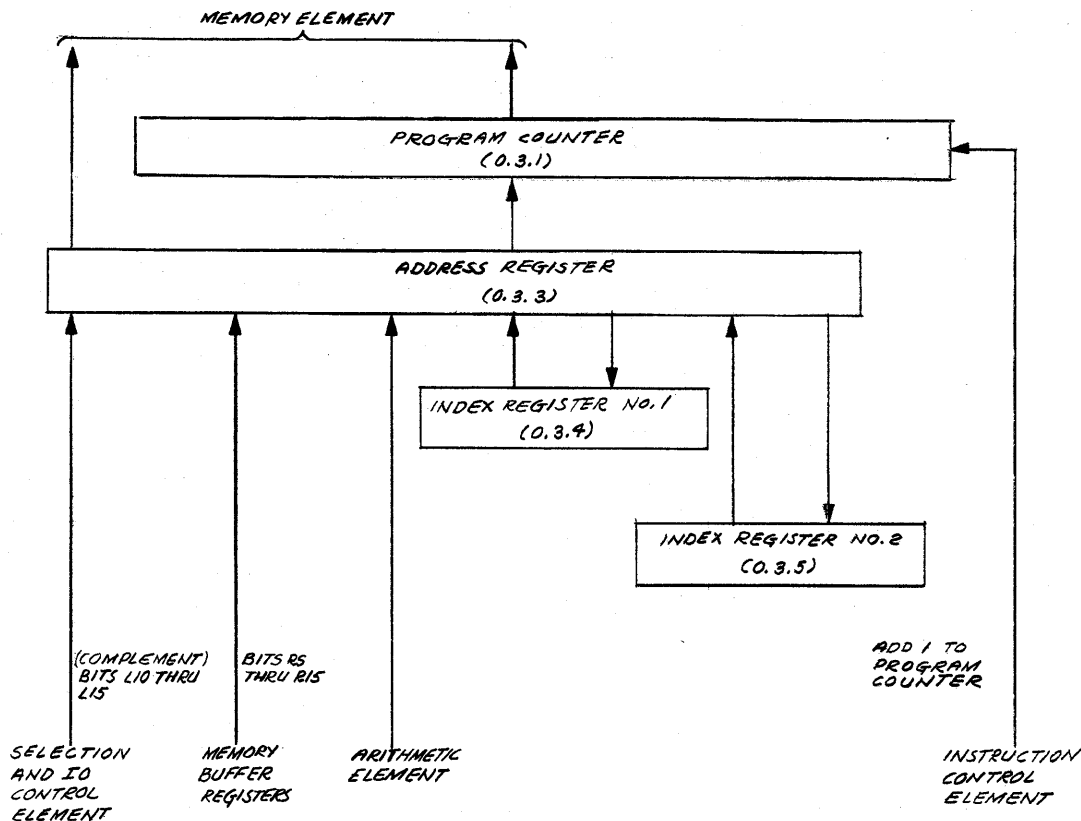 MEMORY ELEMENT
PROGRAM COUNTER
(0.3.1)
ADDRESS REGISTER
(0.3.3)
INDEX REGISTER NO.1
(0.3.4)
INDEX REGISTER NO.2
(0.3.5)
(COMPLEMENT)
BITS L10 THRU
L15
BITS RS
THRU R15
ADD 1 TO
PROGRAM
COUNTER
SELECTION
AND IO
CONTROL
ELEMENT
MEMORY
BUFFER
REGISTERS
ARITHMETIC
ELEMENT
INSTRUCTION
CONTROL
ELEMENT